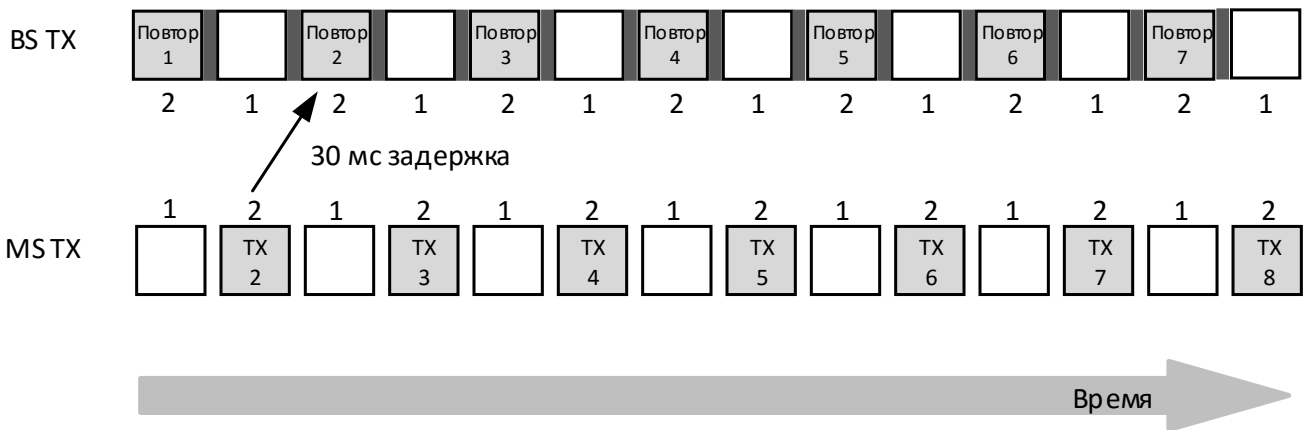 BS TX
Повтор 1
Повтор 2
Повтор 3
Повтор 4
Повтор 5
Повтор 6
Повтор 7
2 1 2 1 2 1 2 1 2 1 2 1 2 1
30 мс задержка
1 2 1 2 1 2 1 2 1 2 1 2 1 2
MS TX
TX 2
TX 3
TX 4
TX 5
TX 6
TX 7
TX 8
Время